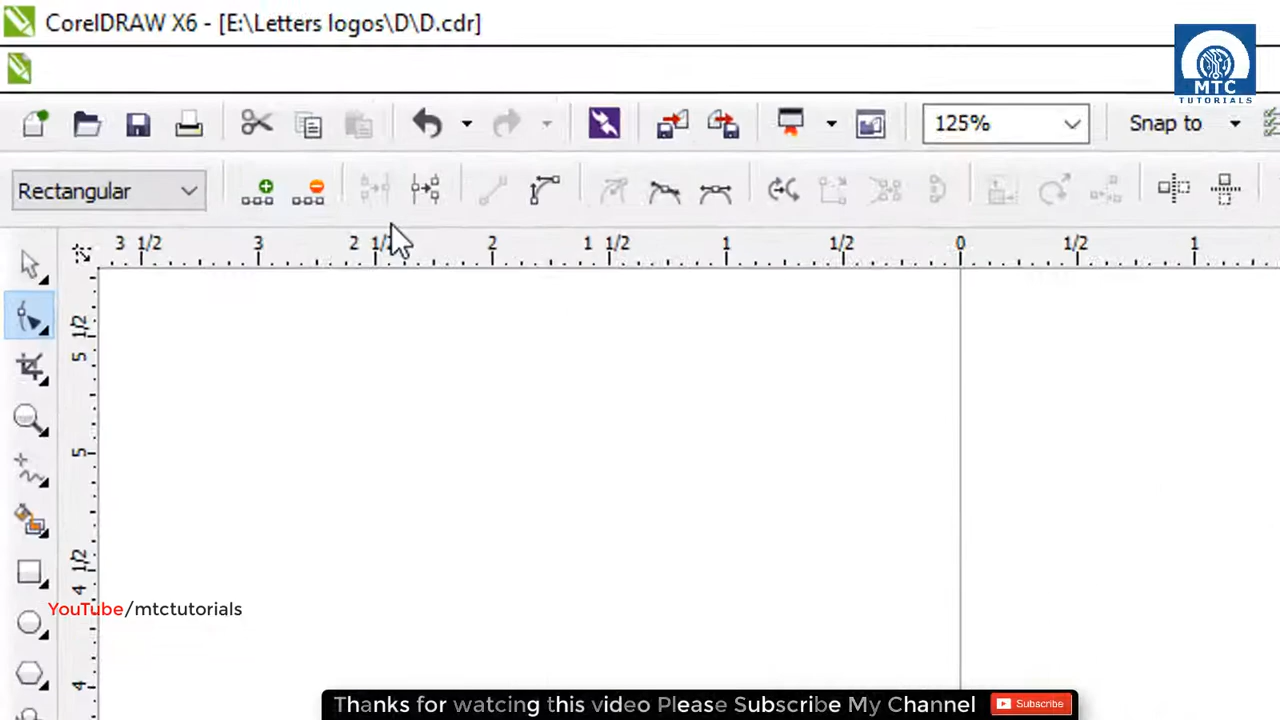 CorelDRAW X6 - [E:\Letters logos\D\D.cdr]
MTC
TUTORIALS
125%
Snap to
Rectangular
3 1/2 3 2 1/2 2 1 1/2 1 1/2 0 1/2 1
5 1/2
5
4 1/2
4
YouTube/mtctutorials
Thanks for watcing this video Please Subscribe My Channel
Subscribe